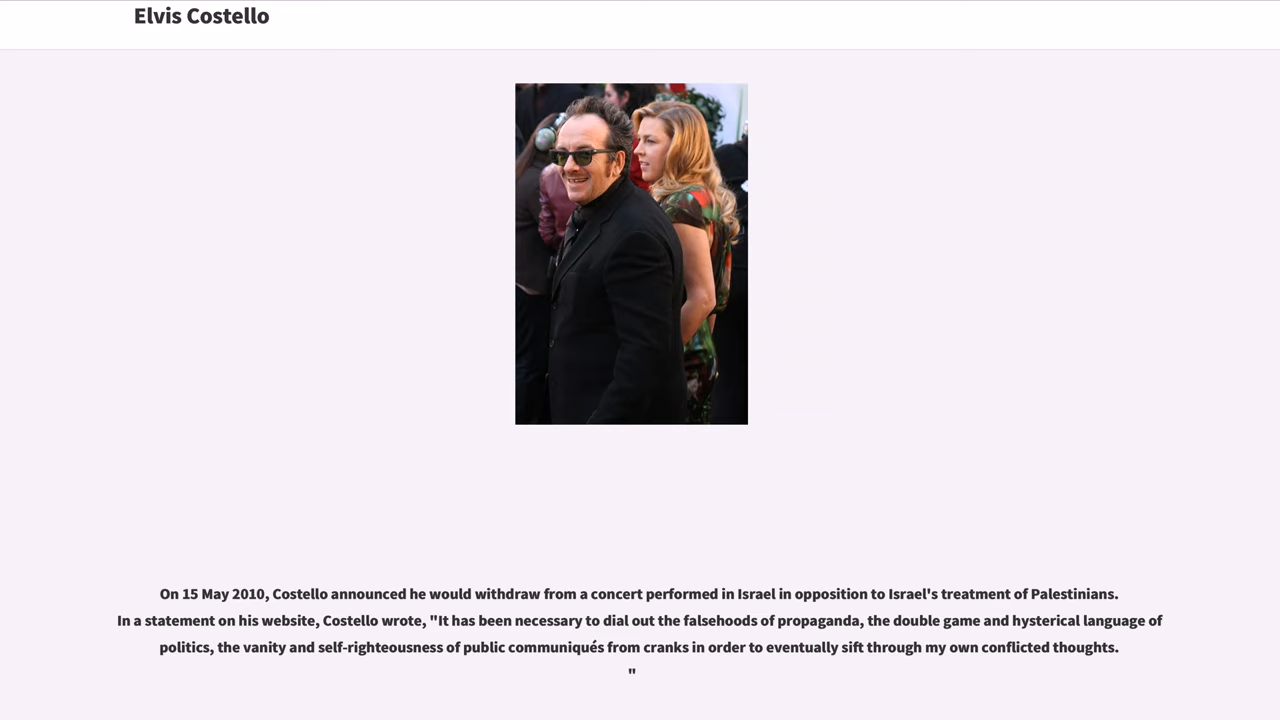 Elvis Costello
On 15 May 2010, Costello announced he would withdraw from a concert performed in Israel in opposition to Israel's treatment of Palestinians.
In a statement on his website, Costello wrote, "It has been necessary to dial out the falsehoods of propaganda, the double game and hysterical language of
politics, the vanity and self-righteousness of public communiqués from cranks in order to eventually sift through my own conflicted thoughts.
"